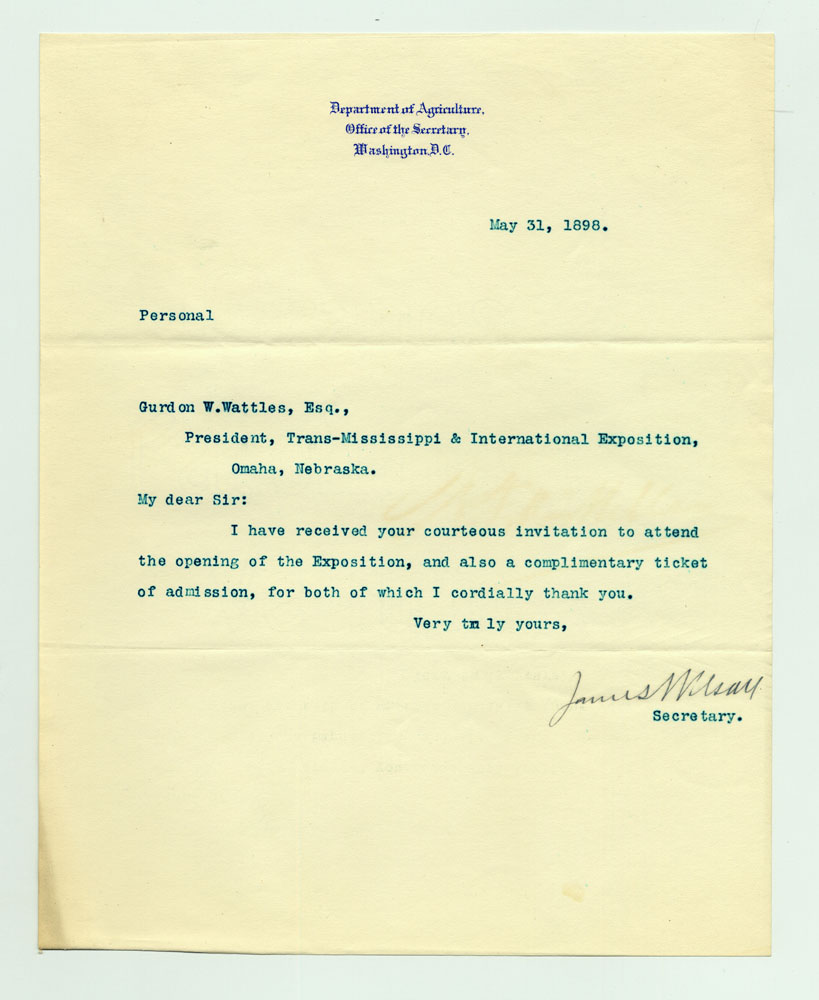 Department of Agriculture,
Office of the Secretary,
Washington, D.C.
May 31, 1898.
Personal
Gurdon W.Wattles, Esq.,
President, Trans-Mississippi & International Exposition,
Omaha, Nebraska.
My dear Sir:
I have received your courteous invitation to attend
the opening of the Exposition, and also a complimentary ticket
of admission, for both of which I cordially thank you.
Very truly yours,
James Wilson
Secretary.